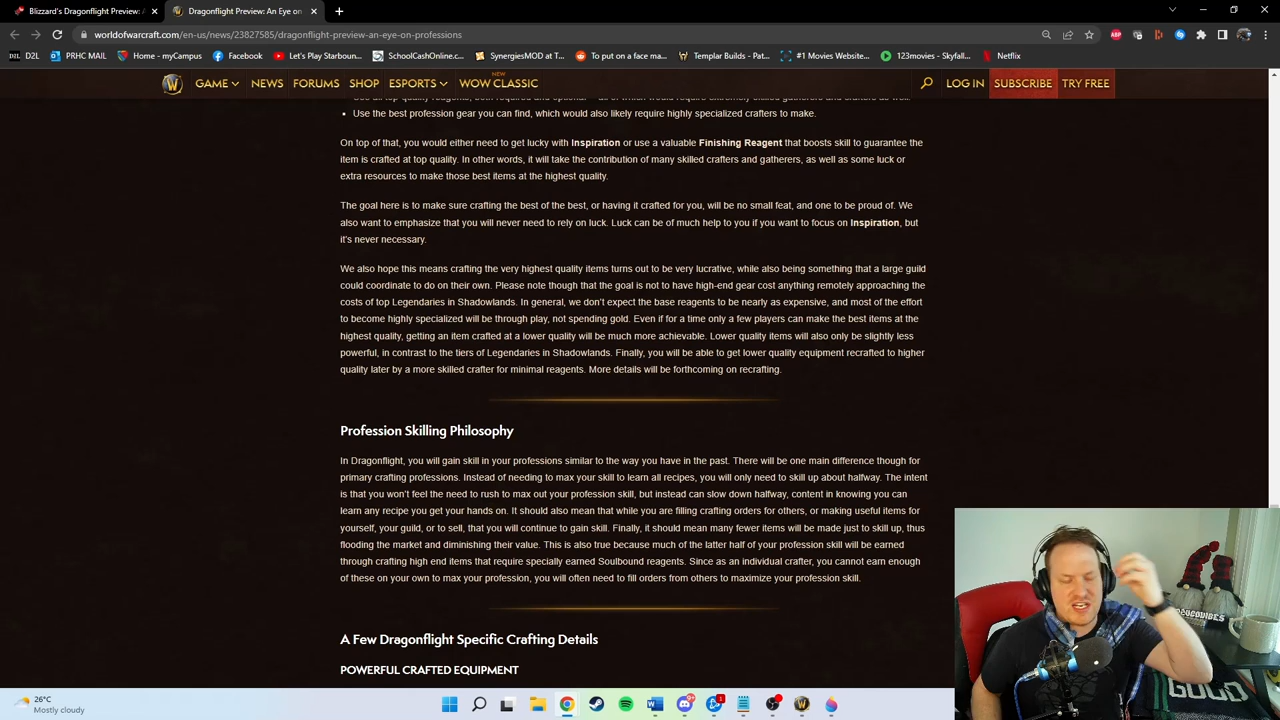 Blizzard's Dragonflight Preview: A
Dragonflight Preview: An Eye on
worldofwarcraft.com/en-us/news/23827585/dragonflight-preview-an-eye-on-professions
D2L
PRHC MAIL
Home - myCampus
Facebook
Let's Play Starboun...
SchoolCashOnline.c...
SynergiesMOD at T...
To put on a face ma...
Templar Builds - Pat...
#1 Movies Website...
123movies - Skyfall...
Netflix
GAME
NEWS
FORUMS
SHOP
ESPORTS
NEW
WOW CLASSIC
LOG IN
SUBSCRIBE
TRY FREE
• Use the best profession gear you can find, which would also likely require highly specialized crafters to make.
On top of that, you would either need to get lucky with Inspiration or use a valuable Finishing Reagent that boosts skill to guarantee the
item is crafted at top quality. In other words, it will take the contribution of many skilled crafters and gatherers, as well as some luck or
extra resources to make those best items at the highest quality.
The goal here is to make sure crafting the best of the best, or having it crafted for you, will be no small feat, and one to be proud of. We
also want to emphasize that you will never need to rely on luck. Luck can be of much help to you if you want to focus on Inspiration, but
it's never necessary.
We also hope this means crafting the very highest quality items turns out to be very lucrative, while also being something that a large guild
could coordinate to do on their own. Please note though that the goal is not to have high-end gear cost anything remotely approaching the
costs of top Legendaries in Shadowlands. In general, we don't expect the base reagents to be nearly as expensive, and most of the effort
to become highly specialized will be through play, not spending gold. Even if for a time only a few players can make the best items at the
highest quality, getting an item crafted at a lower quality will be much more achievable. Lower quality items will also only be slightly less
powerful, in contrast to the tiers of Legendaries in Shadowlands. Finally, you will be able to get lower quality equipment recrafted to higher
quality later by a more skilled crafter for minimal reagents. More details will be forthcoming on recrafting.
Profession Skilling Philosophy
In Dragonflight, you will gain skill in your professions similar to the way you have in the past. There will be one main difference though for
primary crafting professions. Instead of needing to max your skill to learn all recipes, you will only need to skill up about halfway. The intent
is that you won't feel the need to rush to max out your profession skill, but instead can slow down halfway, content in knowing you can
learn any recipe you get your hands on. It should also mean that while you are filling crafting orders for others, or making useful items for
yourself, your guild, or to sell, that you will continue to gain skill. Finally, it should mean many fewer items will be made just to skill up, thus
flooding the market and diminishing their value. This is also true because much of the latter half of your profession skill will be earned
through crafting high end items that require specially earned Soulbound reagents. Since as an individual crafter, you cannot earn enough
of these on your own to max your profession, you will often need to fill orders from others to maximize your profession skill.
A Few Dragonflight Specific Crafting Details
POWERFUL CRAFTED EQUIPMENT
26°C
Mostly cloudy